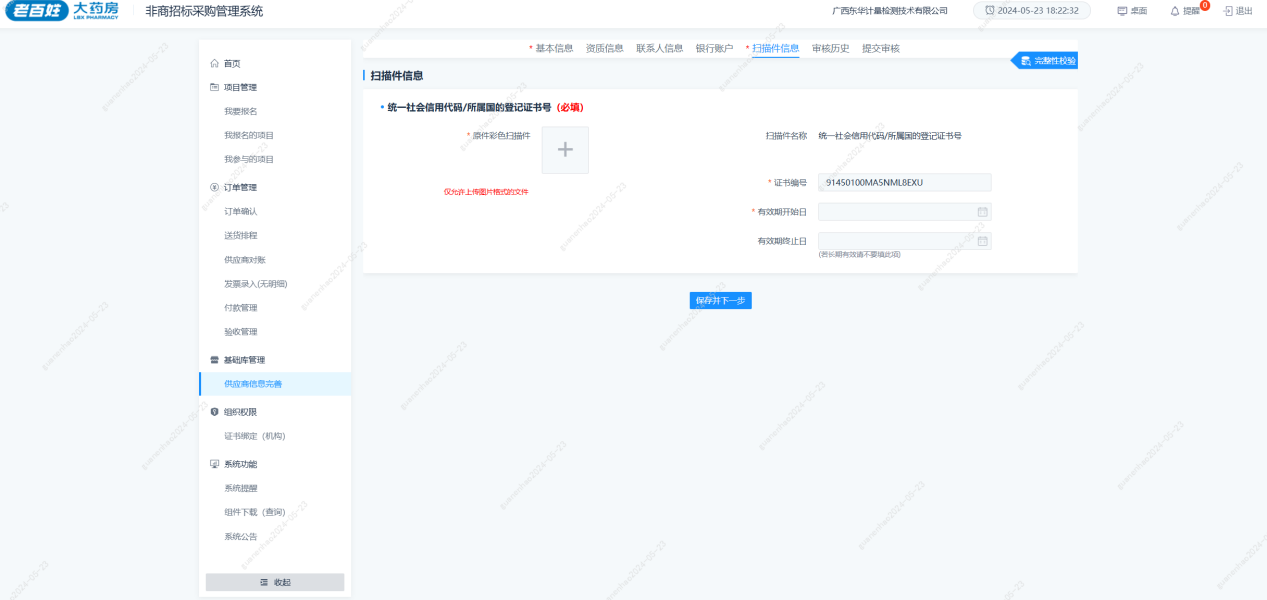 老百姓 大药房 LBX PHARMACY 非商招标采购管理系统 广西东华计量检测技术有限公司 2024-05-23 18:22:32 桌面 提醒 0 退出
* 基本信息 资质信息 联系人信息 银行账户 * 扫描件信息 审核历史 提交审核
完整性校验
首页
项目管理
我要报名
我报名的项目
我参与的项目
订单管理
订单确认
送货排程
供应商对账
发票录入(无明细)
付款管理
验收管理
基础库管理
供应商信息完善
组织权限
证书绑定（机构）
系统功能
系统提醒
组件下载（查询）
系统公告
收起
扫描件信息
• 统一社会信用代码/所属国的登记证书号（必填）
* 原件彩色扫描件
仅允许上传图片格式的文件
扫描件名称 统一社会信用代码/所属国的登记证书号
* 证书编号 91450100MA5NML8EXU
* 有效期开始日
有效期终止日
(若长期有效请不要填此项)
保存并下一步